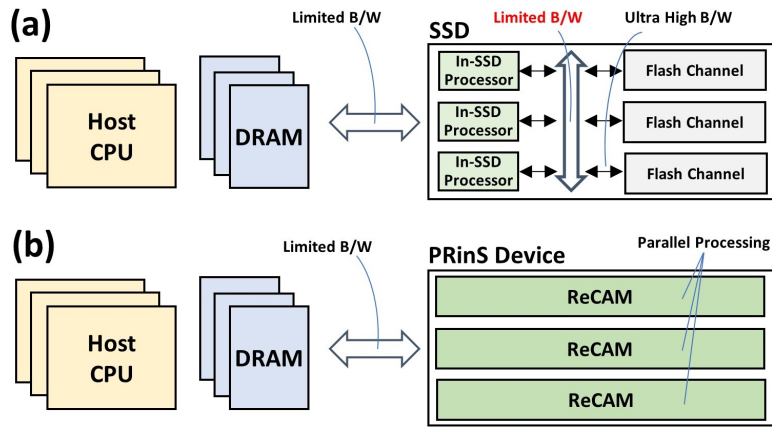 (a)
Limited B/W
Limited B/W
Ultra High B/W
SSD
Host
CPU
DRAM
In-SSD
Processor
Flash Channel
In-SSD
Processor
Flash Channel
In-SSD
Processor
Flash Channel
(b)
Limited B/W
Parallel Processing
PRinS Device
Host
CPU
DRAM
ReCAM
ReCAM
ReCAM